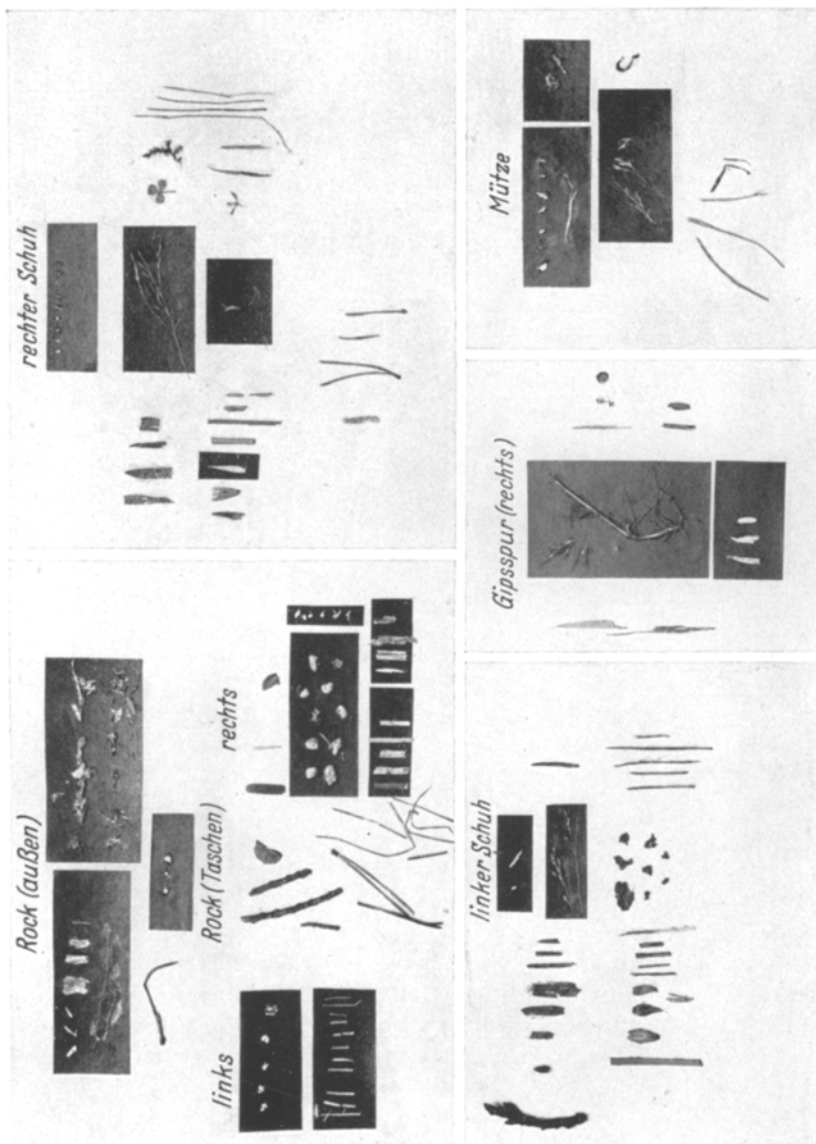 Rock (außen)
Rock (Taschen)
links
rechts
rechter Schuh
linker Schuh
Gipsspur (rechts)
Mütze